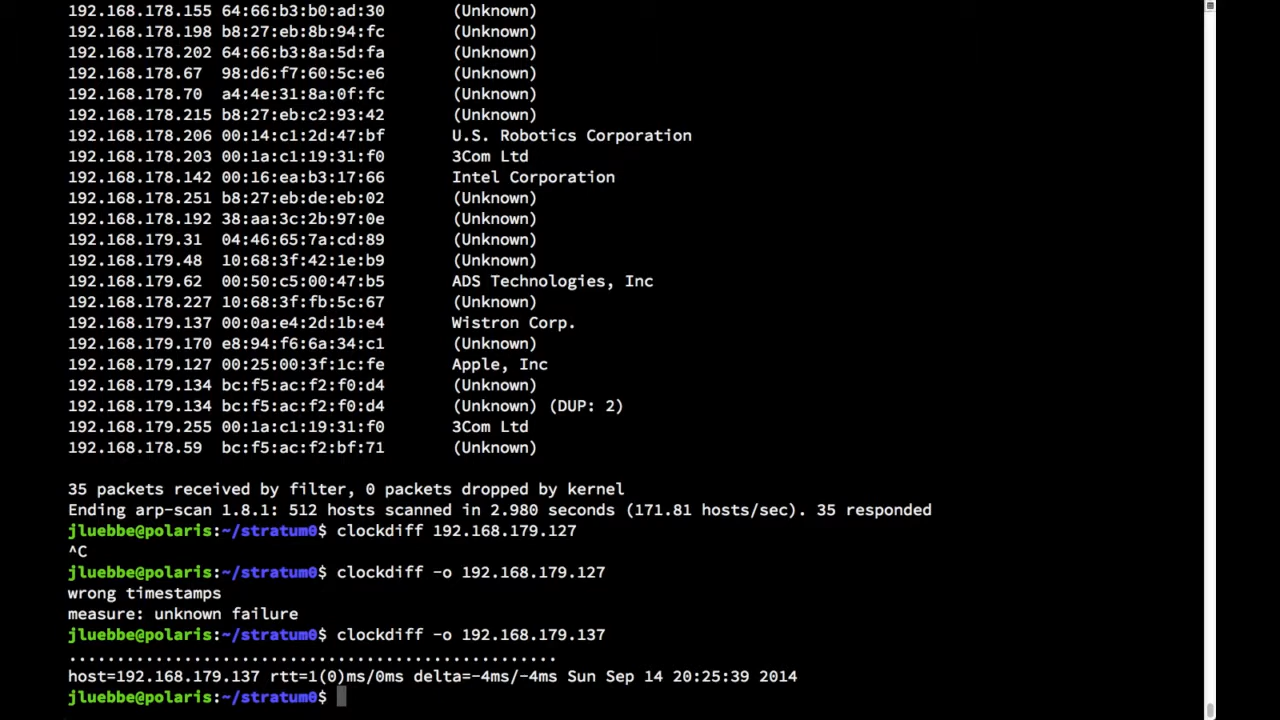 192.168.178.155 64:66:b3:b0:ad:30 (Unknown)
192.168.178.198 b8:27:eb:8b:94:fc (Unknown)
192.168.178.202 64:66:b3:8a:5d:fa (Unknown)
192.168.178.67 98:d6:f7:60:5c:e6 (Unknown)
192.168.178.70 a4:4e:31:8a:0f:fc (Unknown)
192.168.178.215 b8:27:eb:c2:93:42 (Unknown)
192.168.178.206 00:14:c1:2d:47:bf U.S. Robotics Corporation
192.168.178.203 00:1a:c1:19:31:f0 3Com Ltd
192.168.178.142 00:16:ea:b3:17:66 Intel Corporation
192.168.178.251 b8:27:eb:de:eb:02 (Unknown)
192.168.178.192 38:aa:3c:2b:97:0e (Unknown)
192.168.179.31 04:46:65:7a:cd:89 (Unknown)
192.168.179.48 10:68:3f:42:1e:b9 (Unknown)
192.168.179.62 00:50:c5:00:47:b5 ADS Technologies, Inc
192.168.178.227 10:68:3f:fb:5c:67 (Unknown)
192.168.179.137 00:0a:e4:2d:1b:e4 Wistron Corp.
192.168.179.170 e8:94:f6:6a:34:c1 (Unknown)
192.168.179.127 00:25:00:3f:1c:fe Apple, Inc
192.168.179.134 bc:f5:ac:f2:f0:d4 (Unknown)
192.168.179.134 bc:f5:ac:f2:f0:d4 (Unknown) (DUP: 2)
192.168.179.255 00:1a:c1:19:31:f0 3Com Ltd
192.168.178.59 bc:f5:ac:f2:bf:71 (Unknown)
35 packets received by filter, 0 packets dropped by kernel
Ending arp-scan 1.8.1: 512 hosts scanned in 2.980 seconds (171.81 hosts/sec). 35 responded
jluebbe@polaris:~/stratum0$ clockdiff 192.168.179.127
^C
jluebbe@polaris:~/stratum0$ clockdiff -o 192.168.179.127
wrong timestamps
measure: unknown failure
jluebbe@polaris:~/stratum0$ clockdiff -o 192.168.179.137
...................................................
host=192.168.179.137 rtt=1(0)ms/0ms delta=-4ms/-4ms Sun Sep 14 20:25:39 2014
jluebbe@polaris:~/stratum0$